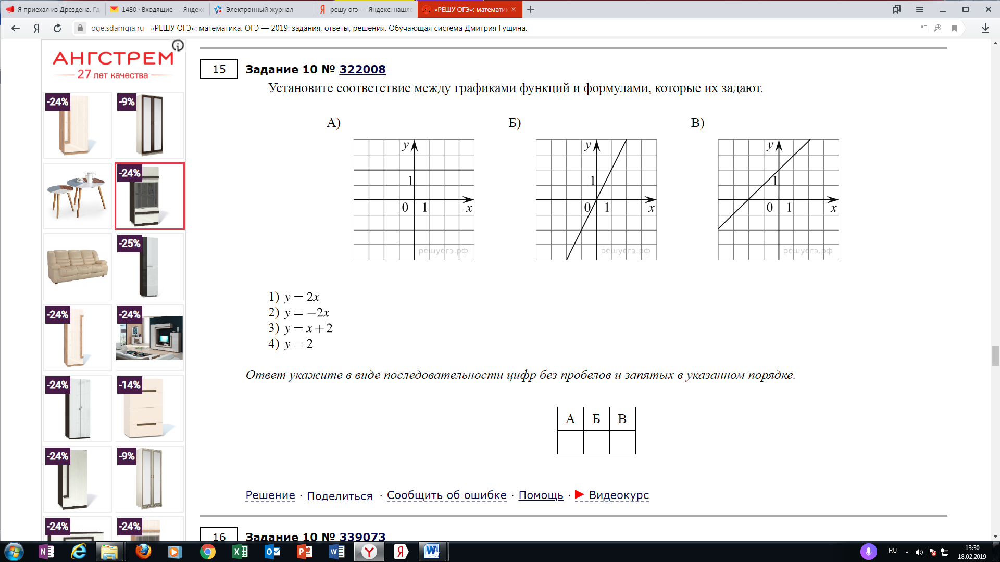 Я приехал из Дрездена. Гд
1480 · Входящие — Яндекс
Электронный журнал
решу огэ — Яндекс: нашло
«РЕШУ ОГЭ»: математик
oge.sdamgia.ru «РЕШУ ОГЭ»: математика. ОГЭ — 2019: задания, ответы, решения. Обучающая система Дмитрия Гущина.
АНГСТРЕМ
27 лет качества
-24% -9%
-24%
-25%
-24% -24%
-24% -14%
-24% -9%
-24% -24%
15 Задание 10 № 322008
Установите соответствие между графиками функций и формулами, которые их задают.
А) Б) В)
y y y
1 1 1
0 1 x 0 1 x 0 1 x
решуегэ.рф решуегэ.рф решуегэ.рф
1) y = 2x
2) y = −2x
3) y = x + 2
4) y = 2
Ответ укажите в виде последовательности цифр без пробелов и запятых в указанном порядке.
А Б В
Решение · Поделиться · Сообщить об ошибке · Помощь · Видеокурс
16 Задание 10 № 339073
RU
13:30
18.02.2019